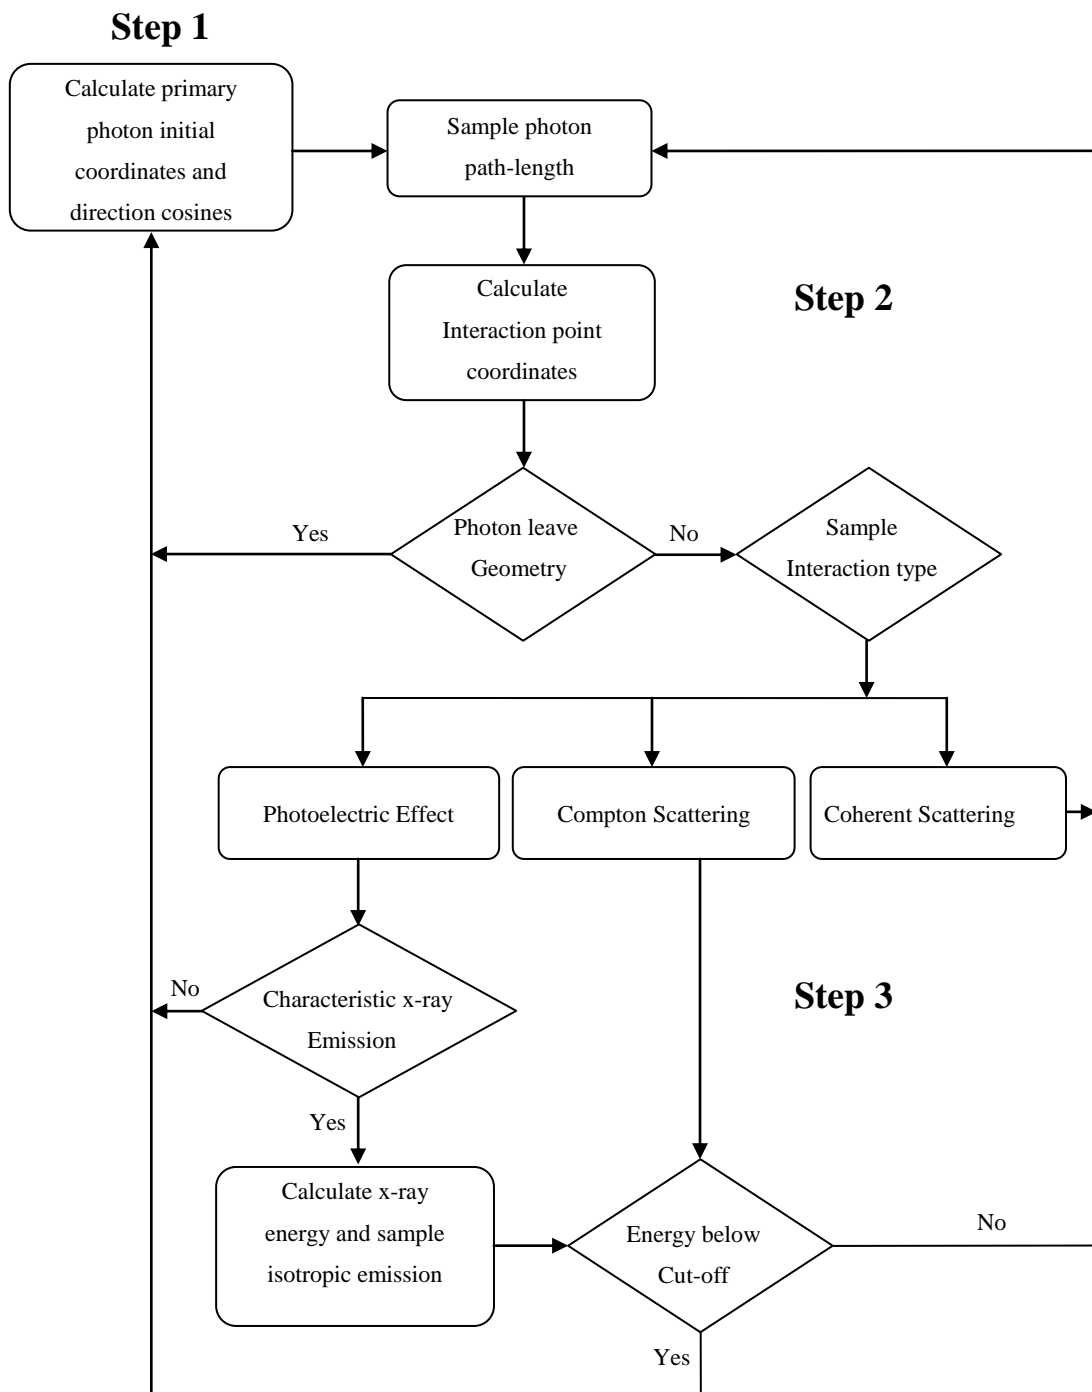 Step 1
Calculate primary
photon initial
coordinates and
direction cosines
Sample photon
path-length
Calculate
Interaction point
coordinates
Step 2
Yes
Photon leave
Geometry
No
Sample
Interaction type
Photoelectric Effect
Compton Scattering
Coherent Scattering
No
Characteristic x-ray
Emission
Step 3
Yes
Calculate x-ray
energy and sample
isotropic emission
Energy below
Cut-off
No
Yes